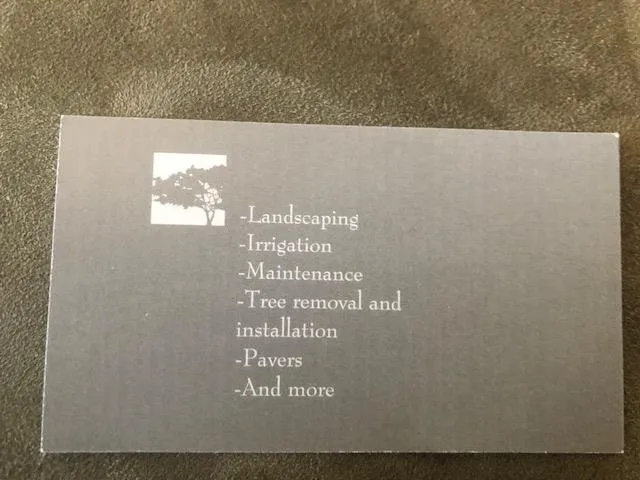 -Landscaping
-Irrigation
-Maintenance
-Tree removal and
installation
-Pavers
-And more